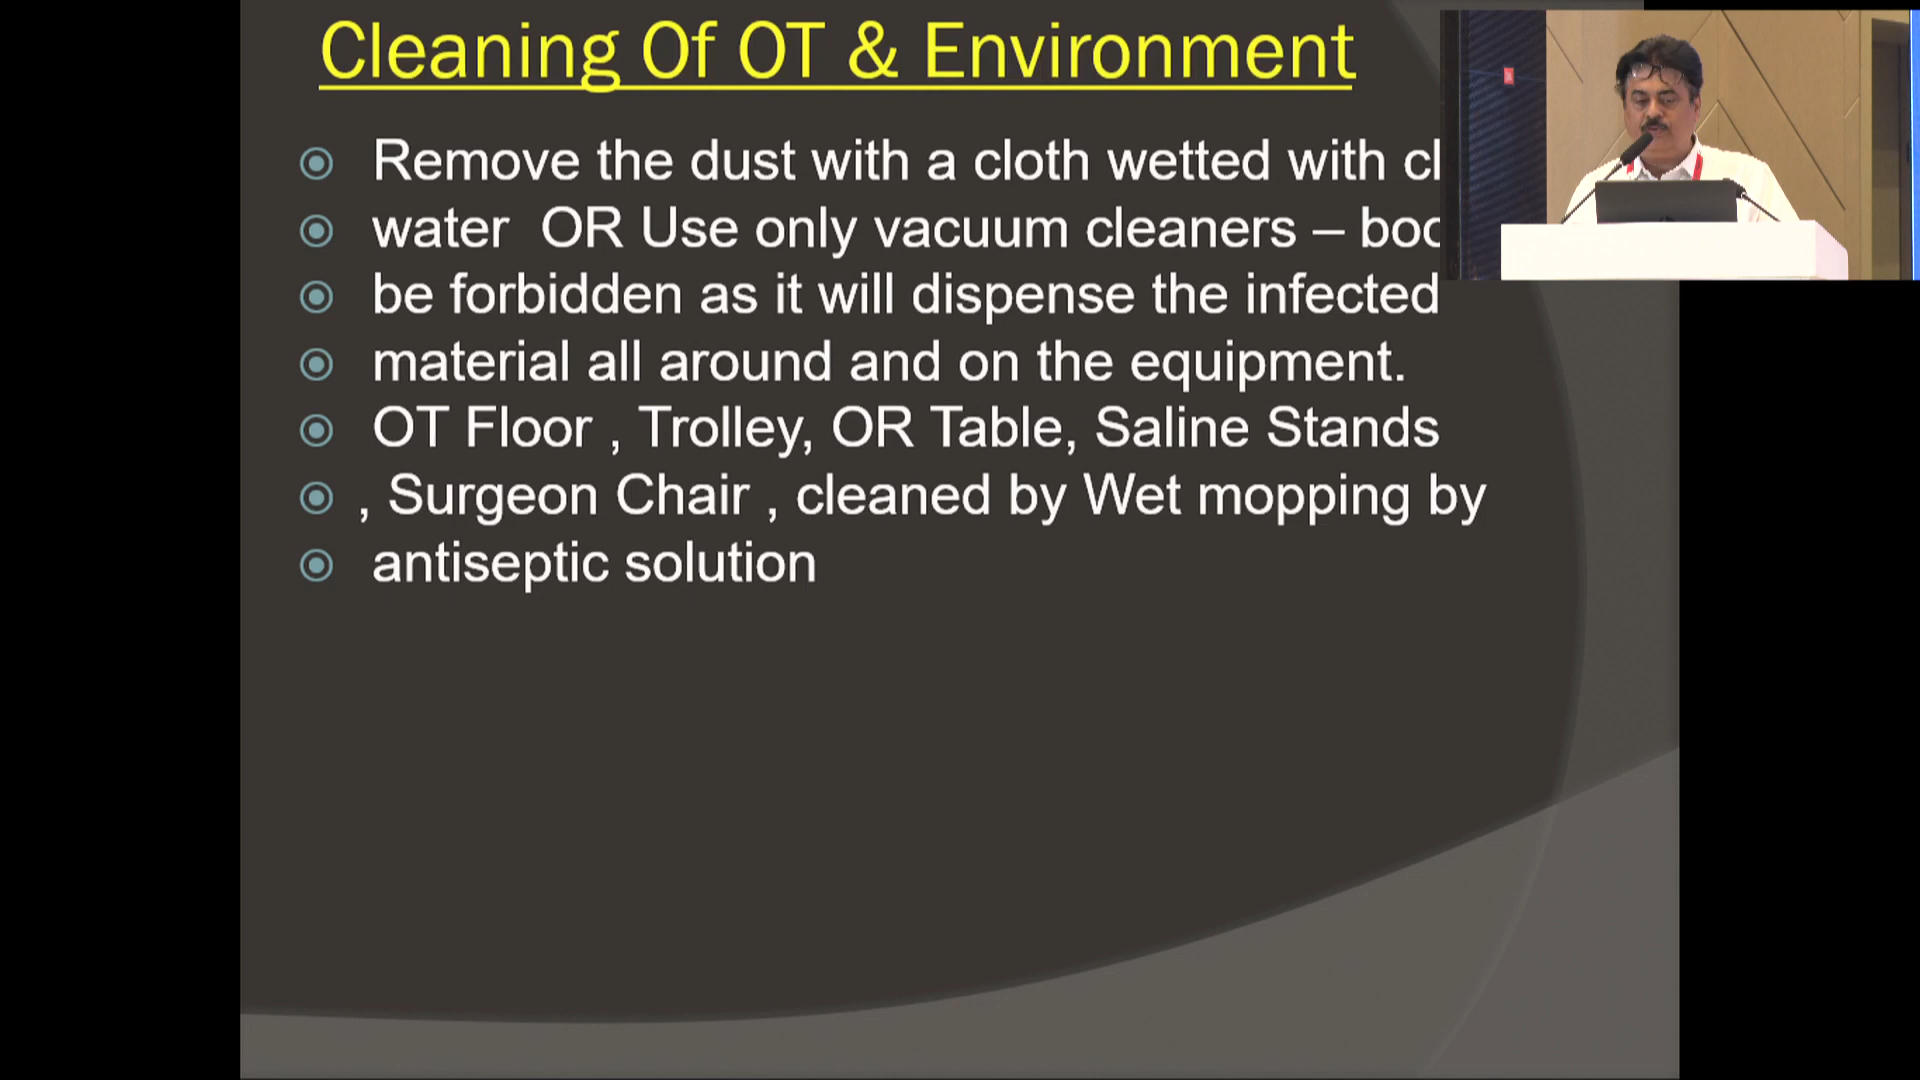 Cleaning Of OT & Environment
Remove the dust with a cloth wetted with
water OR Use only vacuum cleaners –
be forbidden as it will dispense the infected
material all around and on the equipment.
OT Floor , Trolley, OR Table, Saline Stands
, Surgeon Chair , cleaned by Wet mopping by
antiseptic solution